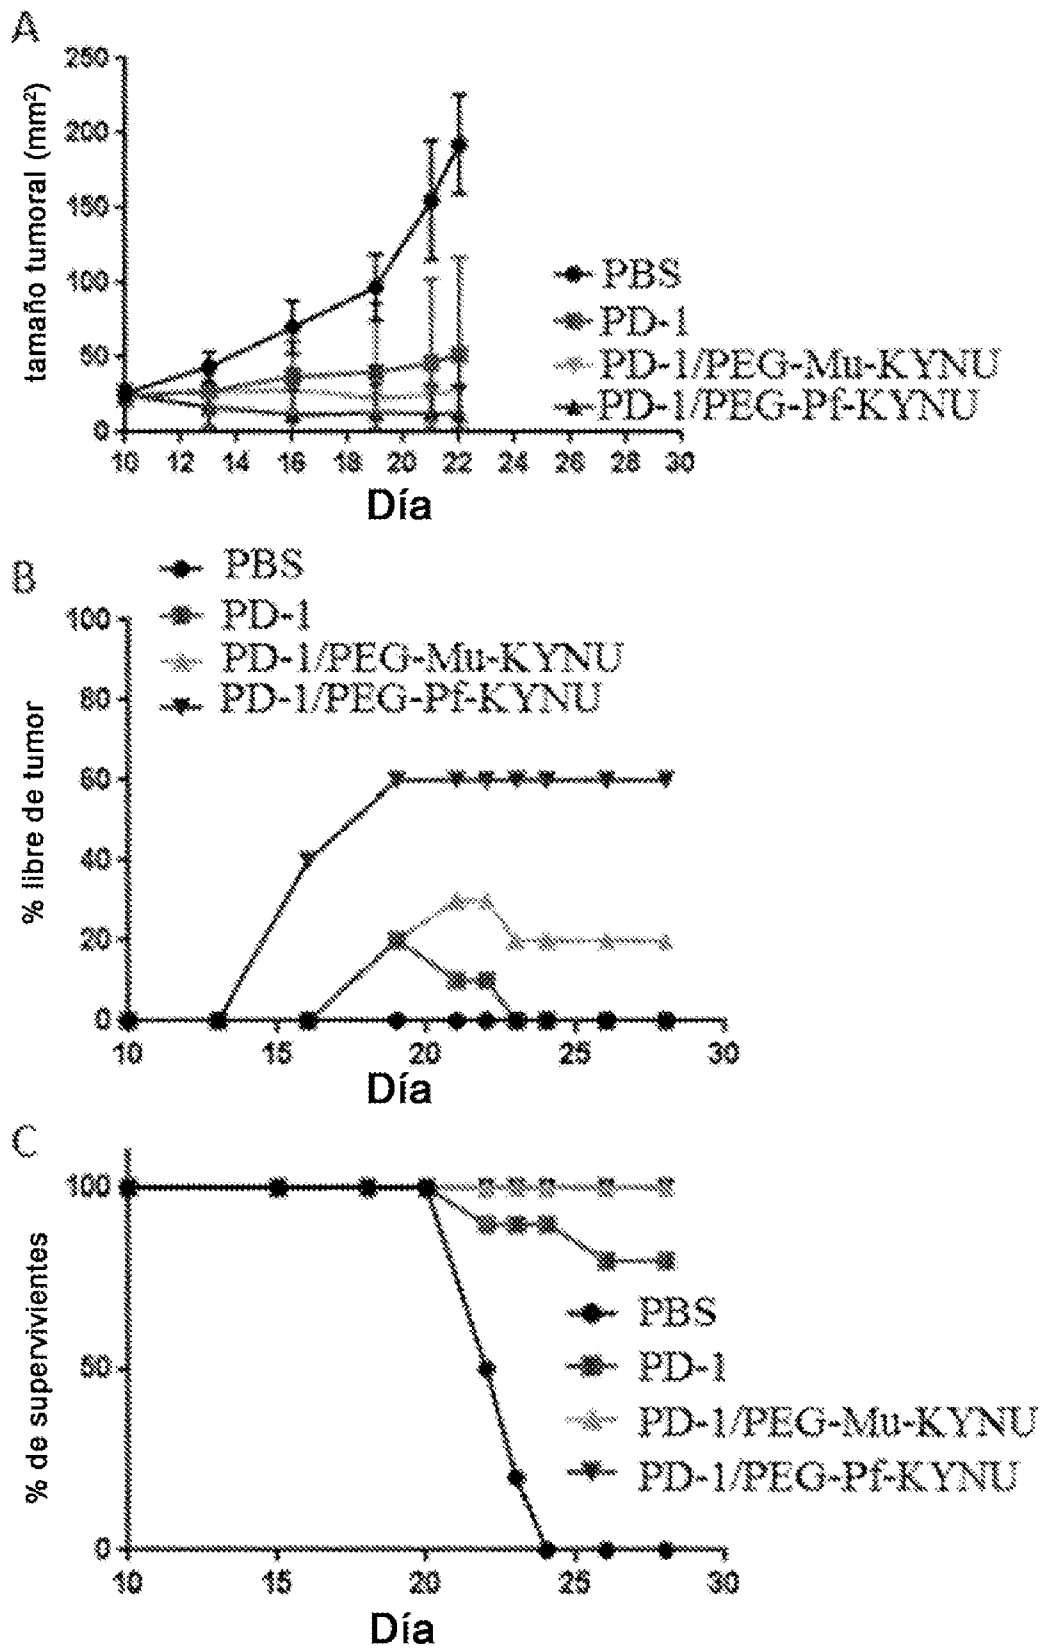 A
250
200
150
100
50
0
tamaño tumoral (mm²)
10 12 14 16 18 20 22 24 26 28 30
Día
PBS
PD-1
PD-1/PEG-Mu-KYNU
PD-1/PEG-Pf-KYNU
B
PBS
PD-1
PD-1/PEG-Mu-KYNU
PD-1/PEG-Pf-KYNU
100
80
60
40
20
0
% libre de tumor
10 15 20 25 30
Día
C
100
50
0
% de supervivientes
PBS
PD-1
PD-1/PEG-Mu-KYNU
PD-1/PEG-Pf-KYNU
10 15 20 25 30
Día